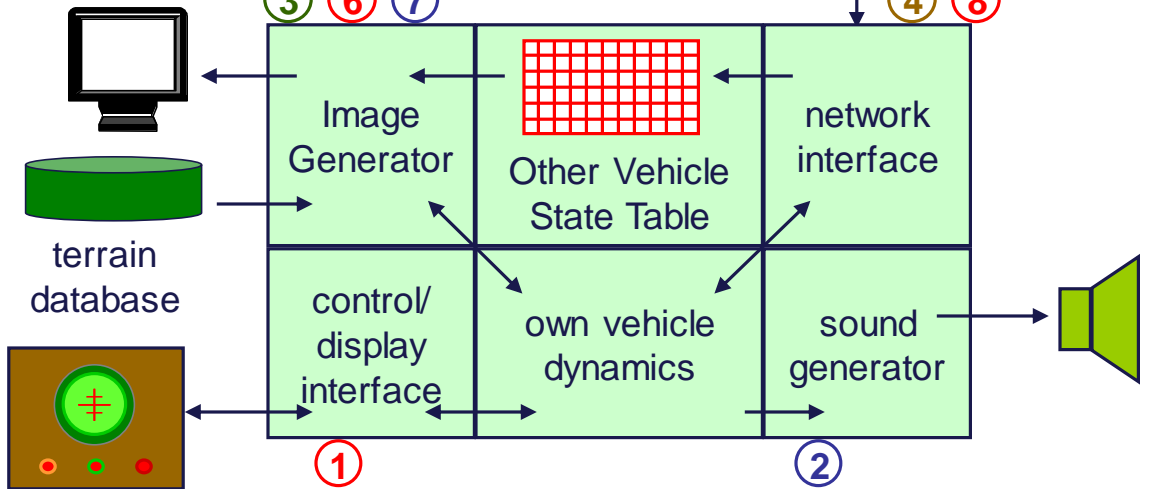 3 6 7 4 8
Image
Generator
Other Vehicle
State Table
network
interface
terrain
database
control/
display
interface
own vehicle
dynamics
sound
generator
1 2